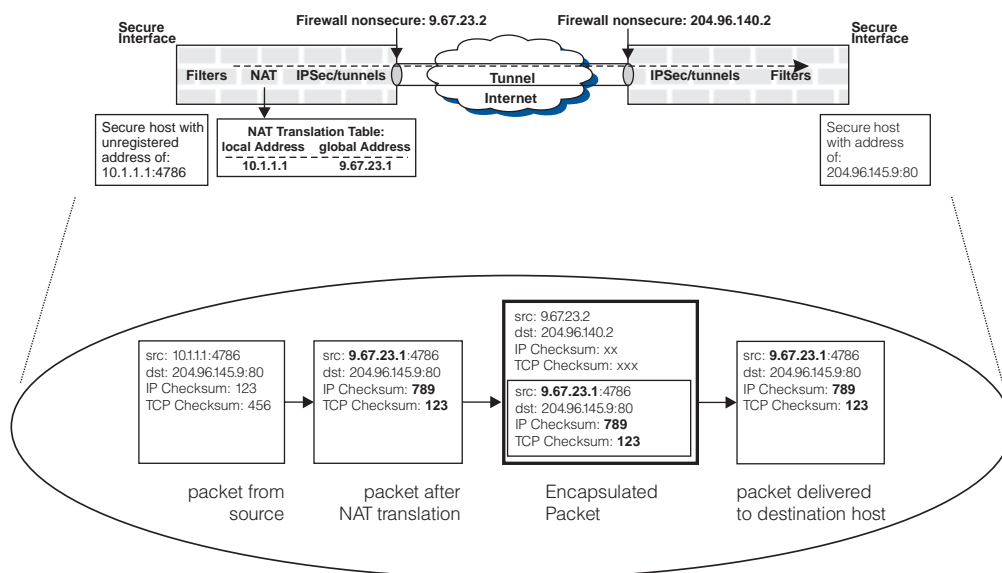 Firewall nonsecure: 9.67.23.2
Firewall nonsecure: 204.96.140.2
Secure
Interface
Secure
Interface
Filters NAT IPSec/tunnels
Tunnel
Internet
IPSec/tunnels Filters
Secure host with
unregistered
address of:
10.1.1.1:4786
NAT Translation Table:
local Address global Address
10.1.1.1 9.67.23.1
Secure host
with address
of:
204.96.145.9:80
src: 10.1.1.1:4786
dst: 204.96.145.9:80
IP Checksum: 123
TCP Checksum: 456
packet from
source
src: 9.67.23.1:4786
dst: 204.96.145.9:80
IP Checksum: 789
TCP Checksum: 123
packet after
NAT translation
src: 9.67.23.2
dst: 204.96.140.2
IP Checksum: xx
TCP Checksum: xxx
src: 9.67.23.1:4786
dst: 204.96.145.9:80
IP Checksum: 789
TCP Checksum: 123
Encapsulated
Packet
src: 9.67.23.1:4786
dst: 204.96.145.9:80
IP Checksum: 789
TCP Checksum: 123
packet delivered
to destination host